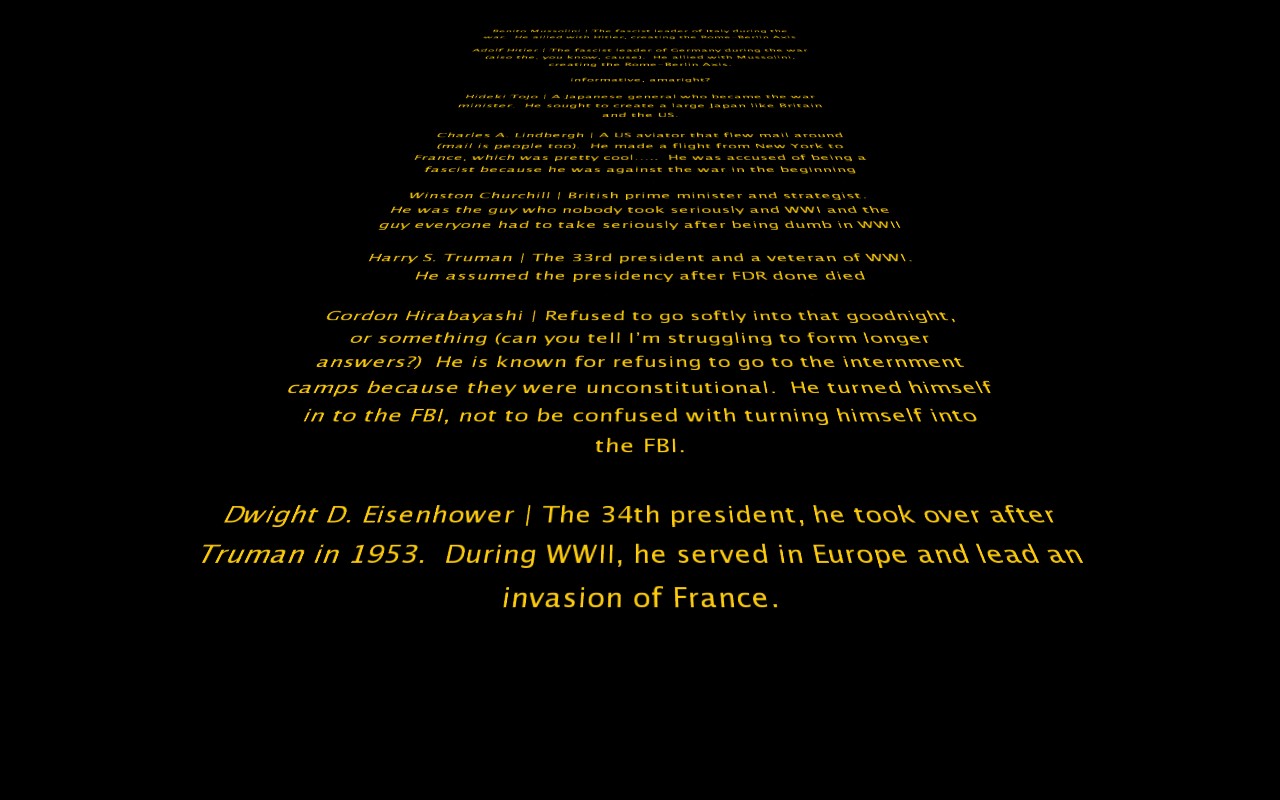 Benito Mussolini | The fascist leader of Italy during the
war. He allied with Hitler, creating the Rome-Berlin Axis
Adolf Hitler | The fascist leader of Germany during the war
(also the, you know, cause). He allied with Mussolini,
creating the Rome-Berlin Axis.
informative, amaright?
Hideki Tojo | A Japanese general who became the war
minister. He sought to create a large Japan like Britain
and the US.
Charles A. Lindbergh | A US aviator that flew mail around
(mail is people too). He made a flight from New York to
France, which was pretty cool..... He was accused of being a
fascist because he was against the war in the beginning
Winston Churchill | British prime minister and strategist.
He was the guy who nobody took seriously and WWI and the
guy everyone had to take seriously after being dumb in WWII
Harry S. Truman | The 33rd president and a veteran of WWI.
He assumed the presidency after FDR done died
Gordon Hirabayashi | Refused to go softly into that goodnight,
or something (can you tell I'm struggling to form longer
answers?) He is known for refusing to go to the internment
camps because they were unconstitutional. He turned himself
in to the FBI, not to be confused with turning himself into
the FBI.
Dwight D. Eisenhower | The 34th president, he took over after
Truman in 1953. During WWII, he served in Europe and lead an
invasion of France.